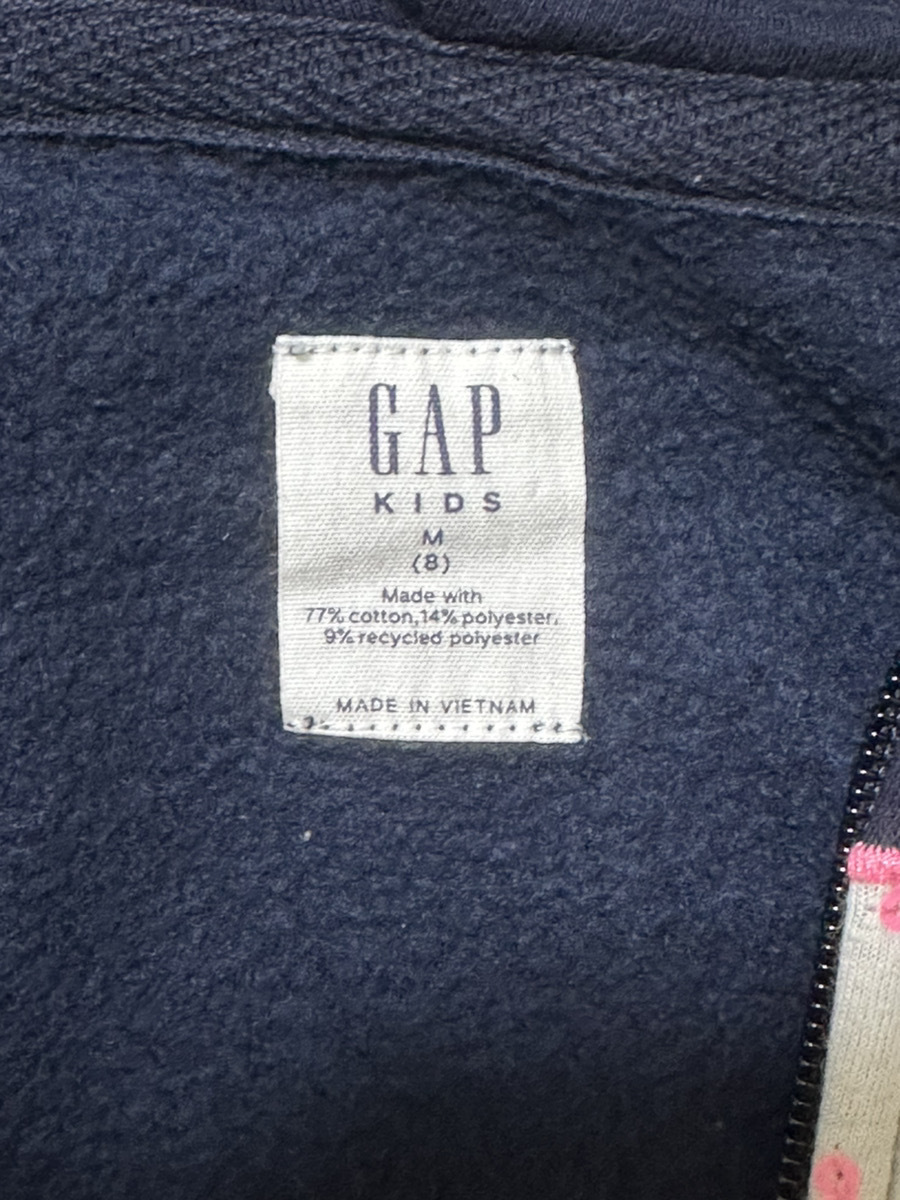 GAP
KIDS
M
(8)
Made with
77% cotton,14% polyester,
9% recycled polyester
MADE IN VIETNAM